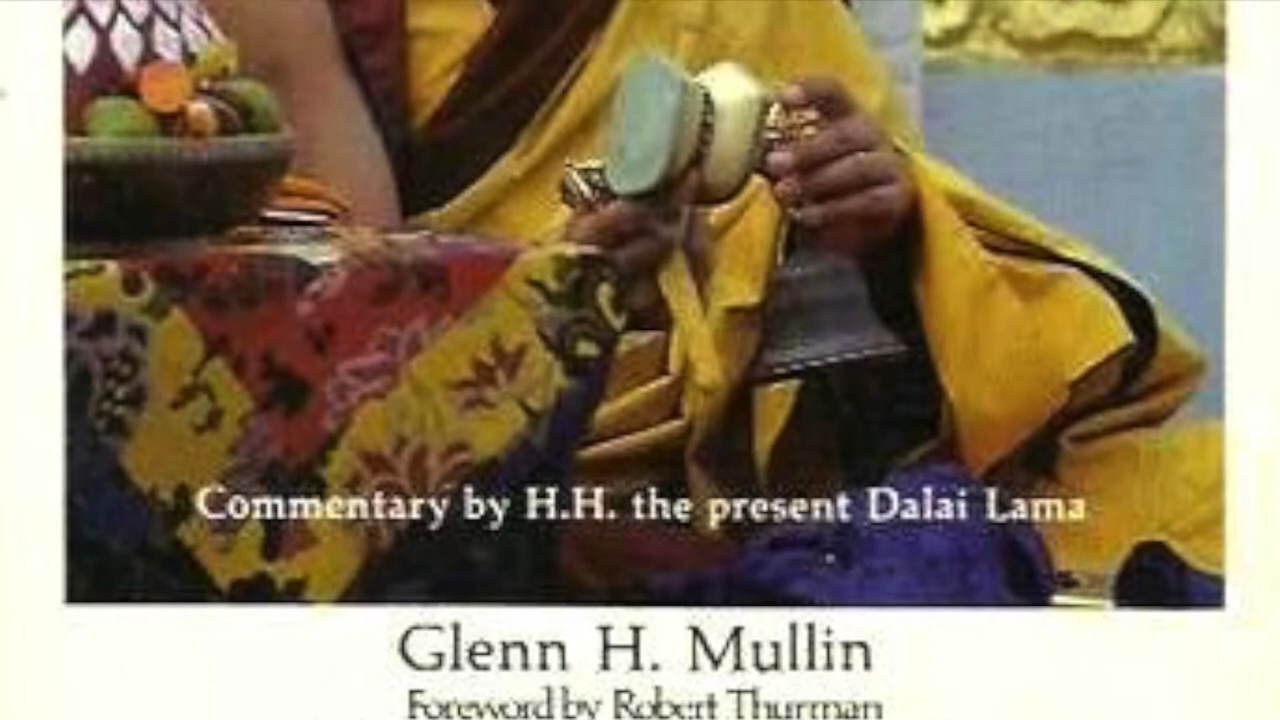 Commentary by H.H. the present Dalai Lama
Glenn H. Mullin
Foreword by Robert Thurman